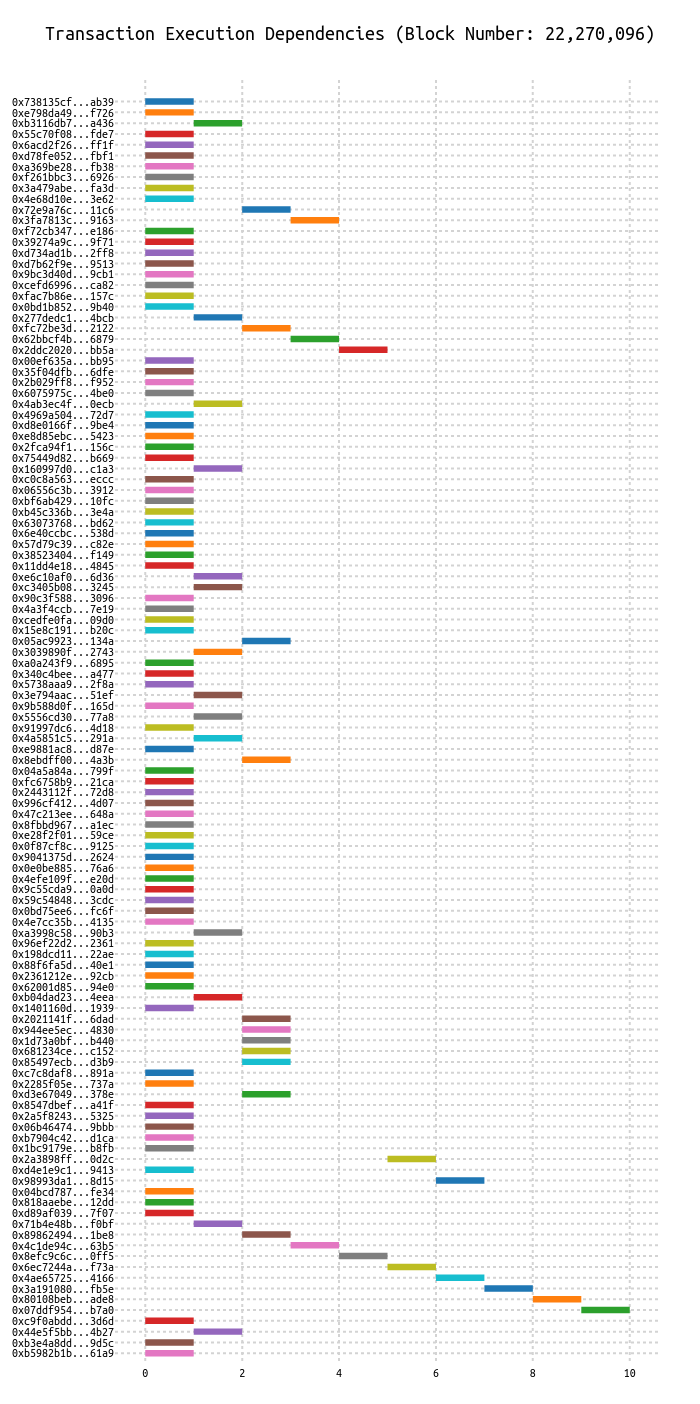 Transaction Execution Dependencies (Block Number: 22,270,096)
0x738135cf...ab39
0xe798da49...f726
0xb3116db7...a436
0x55c70f08...fde7
0x6acd2f26...ff1f
0xd78fe052...fbf1
0xa369be28...fb38
0xf261bbc3...6926
0x3a479abe...fa3d
0x4e68d10e...3e62
0x72e9a76c...11c6
0x3fa7813c...9163
0xf72cb347...e186
0x39274a9c...9f71
0xd734ad1b...2ff8
0xd7b62f9e...9513
0x9bc3d40d...9cb1
0xcefd6996...ca82
0xfac7b86e...157c
0x0bd1b852...9b40
0x277dedc1...4bcb
0xfc72be3d...2122
0x62bbcf4b...6879
0x2ddc2020...bb5a
0x00ef635a...bb95
0x35f04dfb...6dfe
0x2b029ff8...f952
0x6075975c...4be0
0x4ab3ec4f...0ecb
0x4969a504...72d7
0xd8e0166f...9be4
0xe8d85ebc...5423
0x2fca94f1...156c
0x75449d82...b669
0x160997d0...c1a3
0xc0c8a563...eccc
0x06556c3b...3912
0xbf6ab429...10fc
0xb45c336b...3e4a
0x63073768...bd62
0x6e40ccbc...538d
0x57d79c39...c82e
0x38523404...f149
0x11dd4e18...4845
0xe6c10af0...6d36
0xc3405b08...3245
0x90c3f588...3096
0x4a3f4ccb...7e19
0xcedfe0fa...09d0
0x15e8c191...b20c
0x05ac9923...134a
0x3039890f...2743
0xa0a243f9...6895
0x340c4bee...a477
0x5738aaa9...2f8a
0x3e794aac...51ef
0x9b588d0f...165d
0x5556cd30...77a8
0x91997dc6...4d18
0x4a5851c5...291a
0xe9881ac8...d87e
0x8ebdff00...4a3b
0x04a5a84a...799f
0xfc6758b9...21ca
0x2443112f...72d8
0x996cf412...4d07
0x47c213ee...648a
0x8fbbd967...a1ec
0xe28f2f01...59ce
0x0f87cf8c...9125
0x9041375d...2624
0x0e0be885...76a6
0x4efe109f...e20d
0x9c55cda9...0a0d
0x59c54848...3cdc
0x0bd75ee6...fc6f
0x4e7cc35b...4135
0xa3998c58...90b3
0x96ef22d2...2361
0x198dcd11...22ae
0x88f6fa5d...40e1
0x2361212e...92cb
0x62001d85...94e0
0xb04dad23...4eea
0x1401160d...1939
0x2021141f...6dad
0x944ee5ec...4830
0x1d73a0bf...b440
0x681234ce...c152
0x85497ecb...d3b9
0xc7c8daf8...891a
0x2285f05e...737a
0xd3e67049...378e
0x8547dbef...a41f
0x2a5f8243...5325
0x06b46474...9bbb
0xb7904c42...d1ca
0x1bc9179e...b8fb
0x2a3898ff...0d2c
0xd4e1e9c1...9413
0x98993da1...8d15
0x04bcd787...fe34
0x818aaebe...12dd
0xd89af039...7f07
0x71b4e48b...f0bf
0x89862494...1be8
0x4c1de94c...63b5
0x8efc9c6c...0ff5
0x6ec7244a...f73a
0x4ae65725...4166
0x3a191080...fb5e
0x80108beb...ade8
0x07ddf954...b7a0
0xc9f0abdd...3d6d
0x44e5f5bb...4b27
0xb3e4a8dd...9d5c
0xb5982b1b...61a9
0 2 4 6 8 10